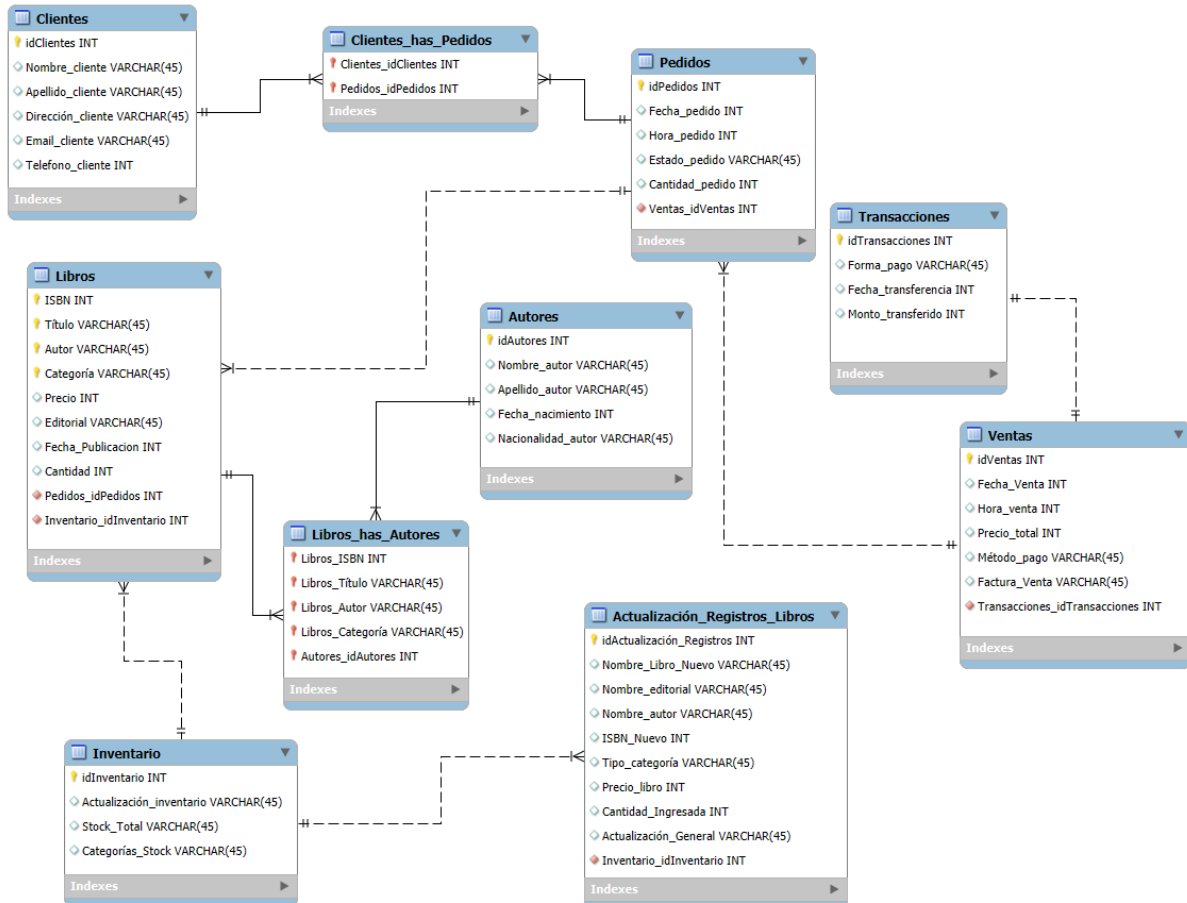 Clientes
idClientes INT
Nombre_cliente VARCHAR(45)
Apellido_cliente VARCHAR(45)
Dirección_cliente VARCHAR(45)
Email_cliente VARCHAR(45)
Telefono_cliente INT
Indexes
Clientes_has_Pedidos
Clientes_idClientes INT
Pedidos_idPedidos INT
Indexes
Pedidos
idPedidos INT
Fecha_pedido INT
Hora_pedido INT
Estado_pedido VARCHAR(45)
Cantidad_pedido INT
Ventas_idVentas INT
Indexes
Transacciones
idTransacciones INT
Forma_pago VARCHAR(45)
Fecha_transferencia INT
Monto_transferido INT
Indexes
Libros
ISBN INT
Título VARCHAR(45)
Autor VARCHAR(45)
Categoría VARCHAR(45)
Precio INT
Editorial VARCHAR(45)
Fecha_Publicacion INT
Cantidad INT
Pedidos_idPedidos INT
Inventario_idInventario INT
Indexes
Autores
idAutores INT
Nombre_autor VARCHAR(45)
Apellido_autor VARCHAR(45)
Fecha_nacimiento INT
Nacionalidad_autor VARCHAR(45)
Indexes
Ventas
idVentas INT
Fecha_Venta INT
Hora_venta INT
Precio_total INT
Método_pago VARCHAR(45)
Factura_Venta VARCHAR(45)
Transacciones_idTransacciones INT
Indexes
Libros_has_Autores
Libros_ISBN INT
Libros_Título VARCHAR(45)
Libros_Autor VARCHAR(45)
Libros_Categoría VARCHAR(45)
Autores_idAutores INT
Indexes
Actualización_Registros_Libros
idActualización_Registros INT
Nombre_Libro_Nuevo VARCHAR(45)
Nombre_editorial VARCHAR(45)
Nombre_autor VARCHAR(45)
ISBN_Nuevo INT
Tipo_categoría VARCHAR(45)
Precio_libro INT
Cantidad_Ingresada INT
Actualización_General VARCHAR(45)
Inventario_idInventario INT
Indexes
Inventario
idInventario INT
Actualización_inventario VARCHAR(45)
Stock_Total VARCHAR(45)
Categorías_Stock VARCHAR(45)
Indexes